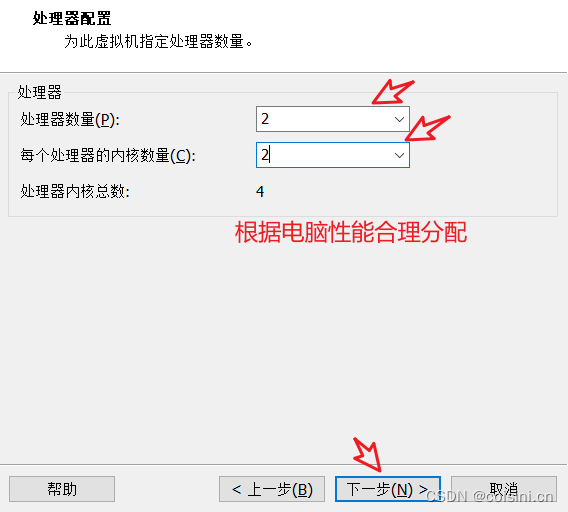 处理器配置
为此虚拟机指定处理器数量。
处理器
处理器数量(P): 2
每个处理器的内核数量(C): 2
处理器内核总数: 4
根据电脑性能合理分配
帮助 < 上一步(B) 下一步(N) > 取消
CSDN @coisini.cn